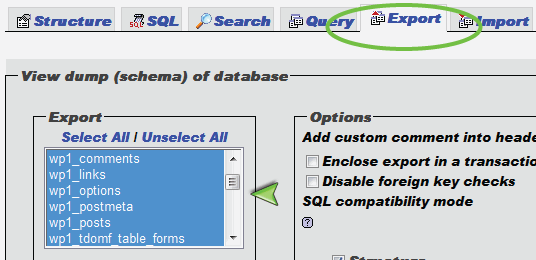 Structure SQL Search Query Export Import
View dump (schema) of database
Export
Select All / Unselect All
wp1_comments
wp1_links
wp1_options
wp1_postmeta
wp1_posts
wp1_tdomf_table_forms
Options
Add custom comment into heade
Enclose export in a transactio
Disable foreign key checks
SQL compatibility mode
?
Structure